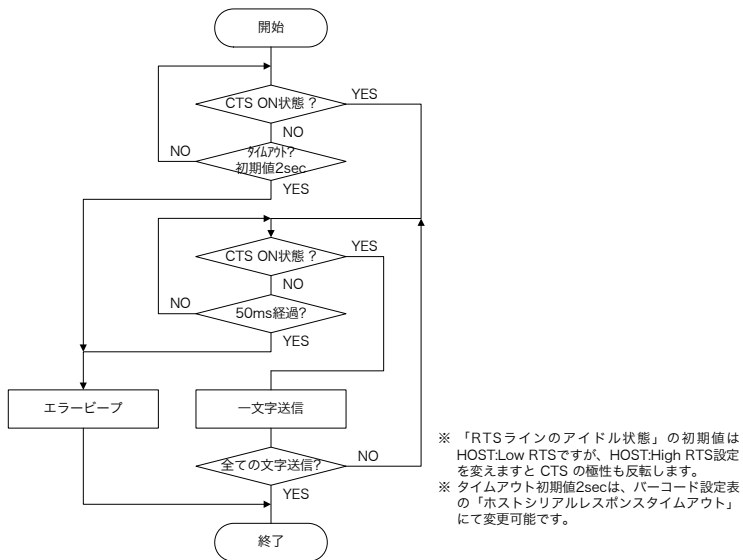 開始
CTS ON状態 ?
YES
NO
NO
タイムアウト?
初期値2sec
YES
CTS ON状態 ?
YES
NO
NO
50ms経過?
YES
エラービープ
一文字送信
全ての文字送信?
NO
YES
終了
※ 「RTSラインのアイドル状態」の初期値は
HOST:Low RTSですが、HOST:High RTS設定
を変えますと CTS の極性も反転します。
※ タイムアウト初期値2secは、バーコード設定表
の「ホストシリアルレスポンスタイムアウト」
にて変更可能です。